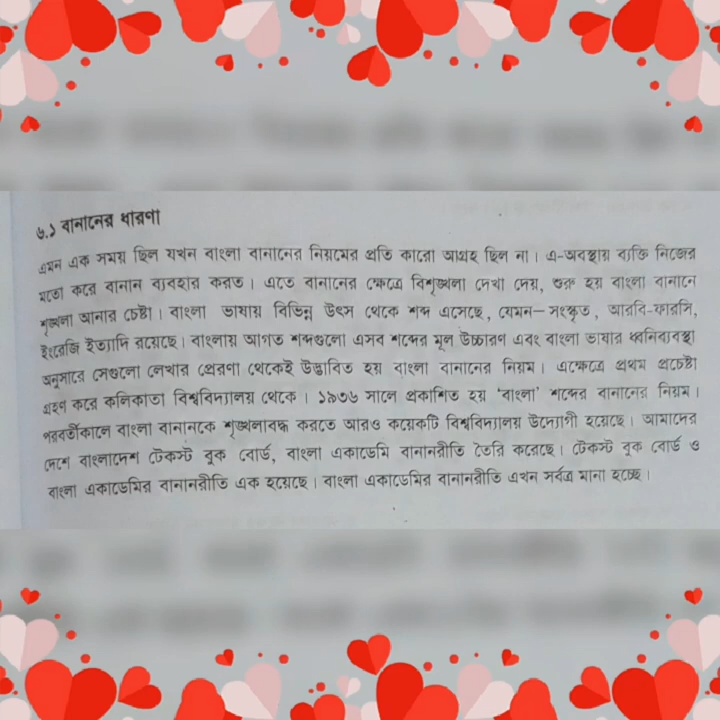 ৬.১ বানানের ধারণা
এমন এক সময় ছিল যখন বাংলা বানানের নিয়মের প্রতি কারো আগ্রহ ছিল না। এ-অবস্থায় ব্যক্তি নিজের
মতো করে বানান ব্যবহার করত। এতে বানানের ক্ষেত্রে বিশৃঙ্খলা দেখা দেয়, শুরু হয় বাংলা বানানে
শৃঙ্খলা আনার চেষ্টা। বাংলা ভাষায় বিভিন্ন উৎস থেকে শব্দ এসেছে, যেমন– সংস্কৃত, আরবি-ফারসি,
ইংরেজি ইত্যাদি রয়েছে। বাংলায় আগত শব্দগুলো এসব শব্দের মূল উচ্চারণ এবং বাংলা ভাষার ধ্বনিব্যবস্থা
অনুসারে সেগুলো লেখার প্রেরণা থেকেই উদ্ভাবিত হয় বাংলা বানানের নিয়ম। এক্ষেত্রে প্রথম প্রচেষ্টা
গ্রহণ করে কলিকাতা বিশ্ববিদ্যালয় থেকে। ১৯৩৬ সালে প্রকাশিত হয় ‘বাংলা’ শব্দের বানানের নিয়ম।
পরবর্তীকালে বাংলা বানানকে শৃঙ্খলাবদ্ধ করতে আরও কয়েকটি বিশ্ববিদ্যালয় উদ্যোগী হয়েছে। আমাদের
দেশে বাংলাদেশ টেকস্ট বুক বোর্ড, বাংলা একাডেমি বানানরীতি তৈরি করেছে। টেকস্ট বুক বোর্ড ও
বাংলা একাডেমির বানানরীতি এক হয়েছে। বাংলা একাডেমির বানানরীতি এখন সর্বত্র মানা হচ্ছে।